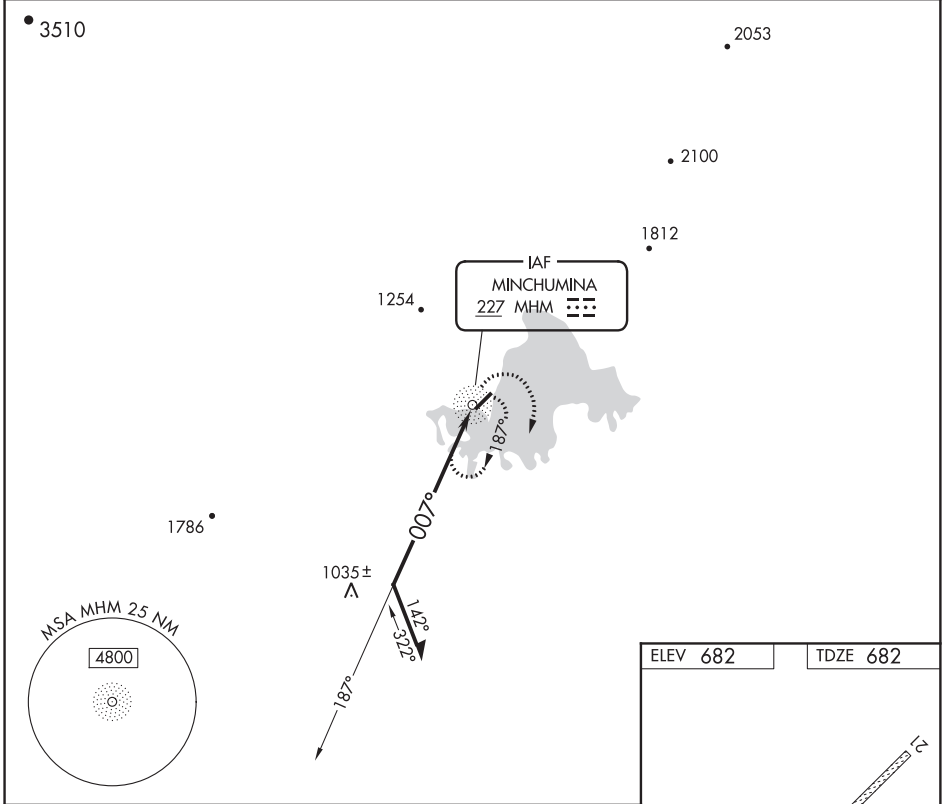 3510
2053
2100
1812
IAF
MINCHUMINA
227 MHM
1254
187°
007°
1786
1035±
142°
322°
187°
MSA MHM 25 NM
4800
ELEV 682
TDZE 682
21